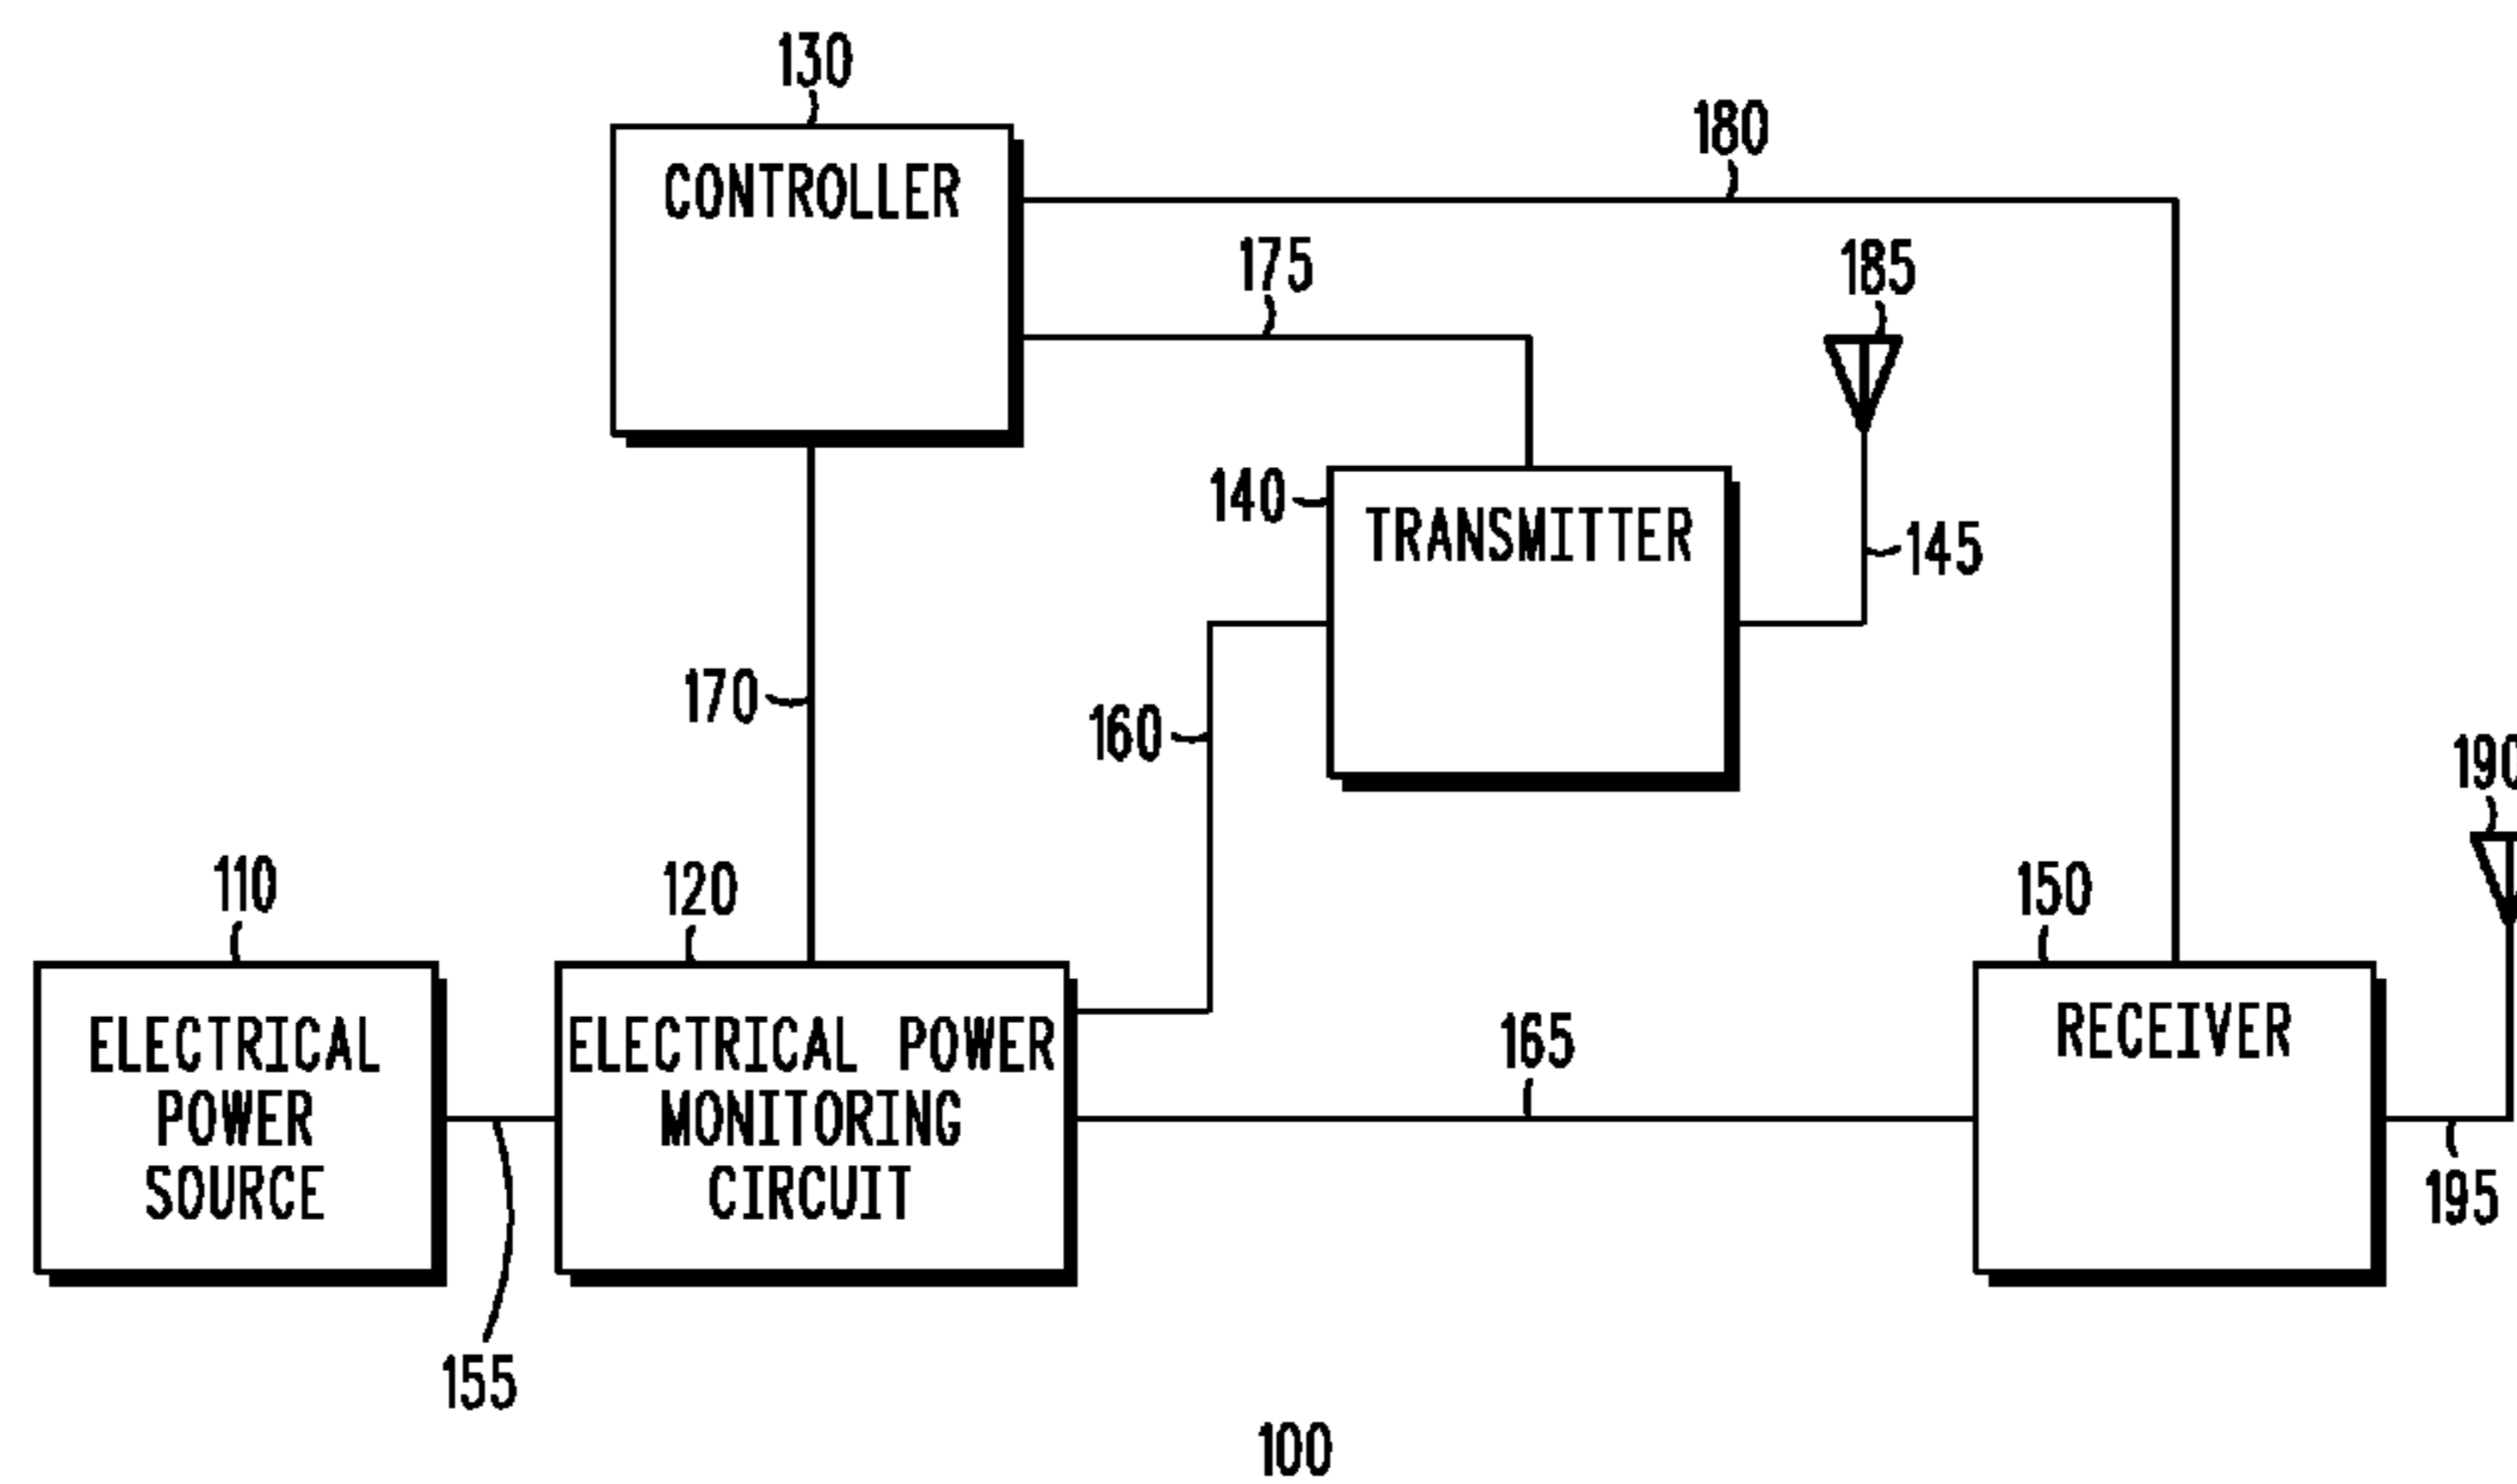 130
CONTROLLER
180
175
185
140
TRANSMITTER
145
170
160
190
110
120
150
ELECTRICAL
POWER
SOURCE
ELECTRICAL POWER
MONITORING
CIRCUIT
165
RECEIVER
195
155
100